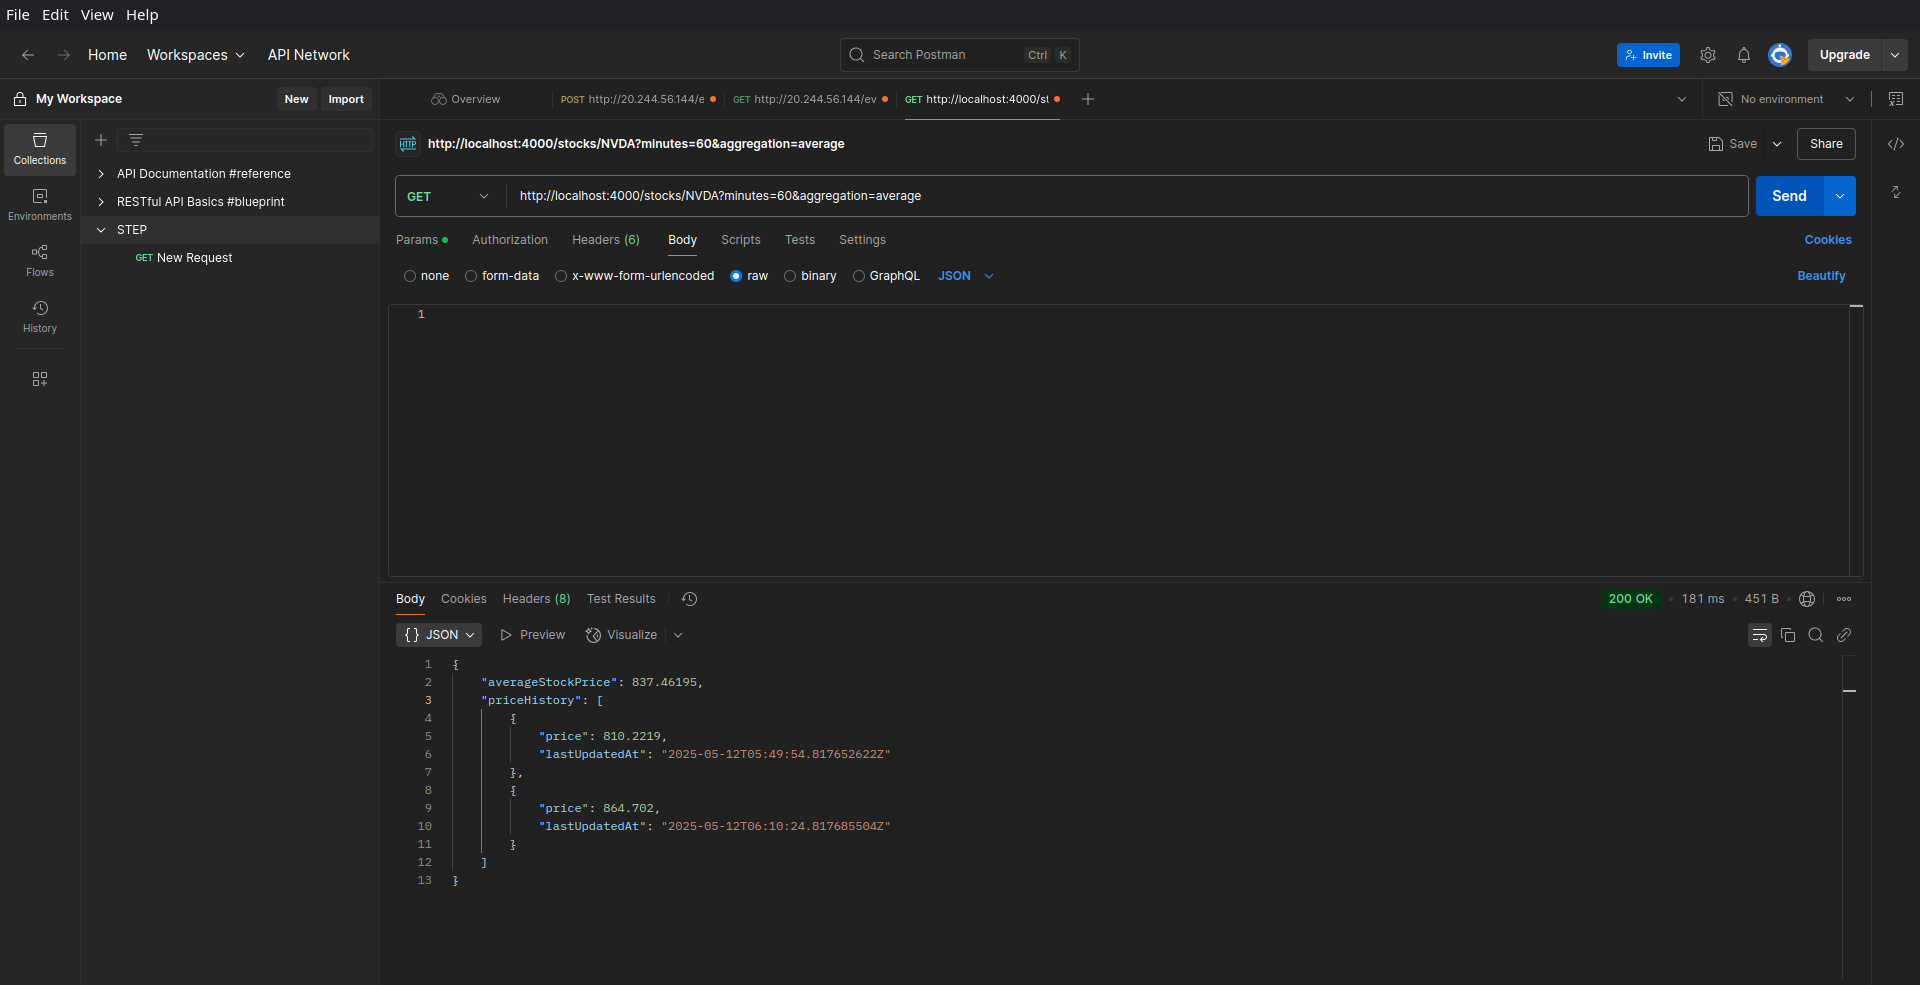 File Edit View Help
Home Workspaces API Network Search Postman Ctrl K Invite Upgrade
My Workspace New Import Overview POST http://20.244.56.144/e GET http://20.244.56.144/ev GET http://localhost:4000/st No environment
Collections
Environments
Flows
History
API Documentation #reference
RESTful API Basics #blueprint
STEP
GET New Request
HTTP http://localhost:4000/stocks/NVDA?minutes=60&aggregation=average Save Share
GET http://localhost:4000/stocks/NVDA?minutes=60&aggregation=average Send
Params Authorization Headers (6) Body Scripts Tests Settings Cookies
none form-data x-www-form-urlencoded raw binary GraphQL JSON Beautify
1
Body Cookies Headers (8) Test Results 200 OK • 181 ms • 451 B •
{} JSON Preview Visualize
1 {
2 "averageStockPrice": 837.46195,
3 "priceHistory": [
4 {
5 "price": 810.2219,
6 "lastUpdatedAt": "2025-05-12T05:49:54.817652622Z"
7 },
8 {
9 "price": 864.702,
10 "lastUpdatedAt": "2025-05-12T06:10:24.817685504Z"
11 }
12 ]
13 }